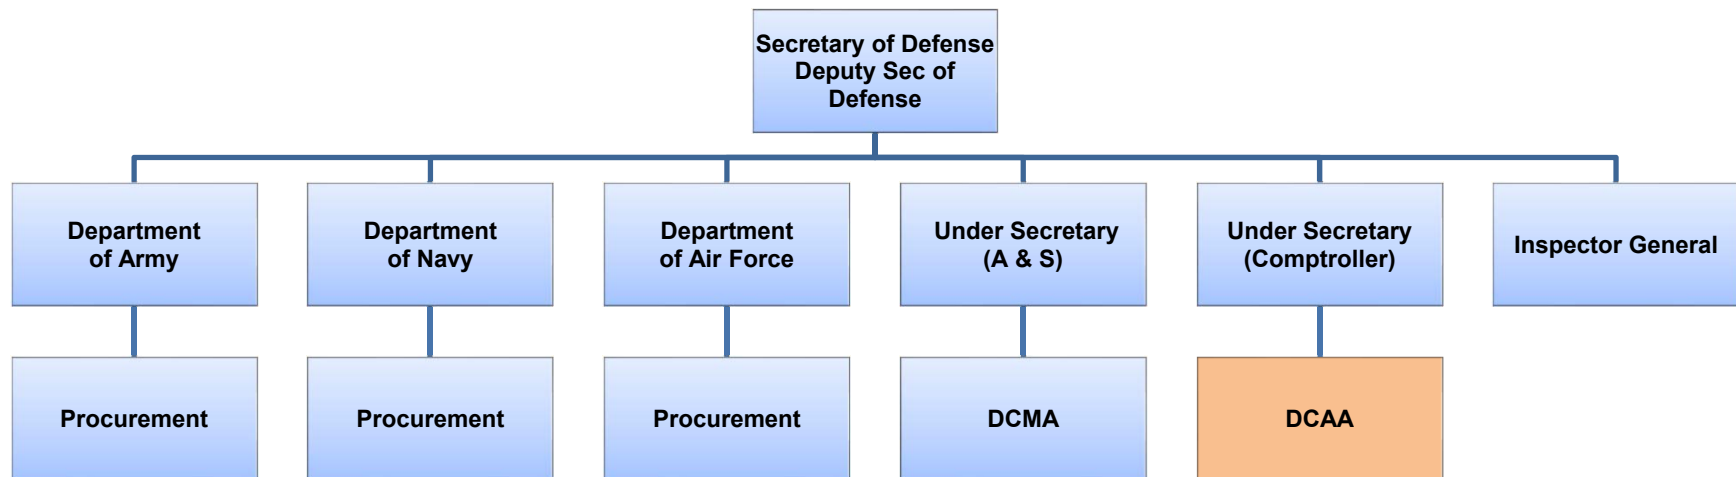 Secretary of Defense
Deputy Sec of
Defense
Department
of Army
Department
of Navy
Department
of Air Force
Under Secretary
(A & S)
Under Secretary
(Comptroller)
Inspector General
Procurement
Procurement
Procurement
DCMA
DCAA